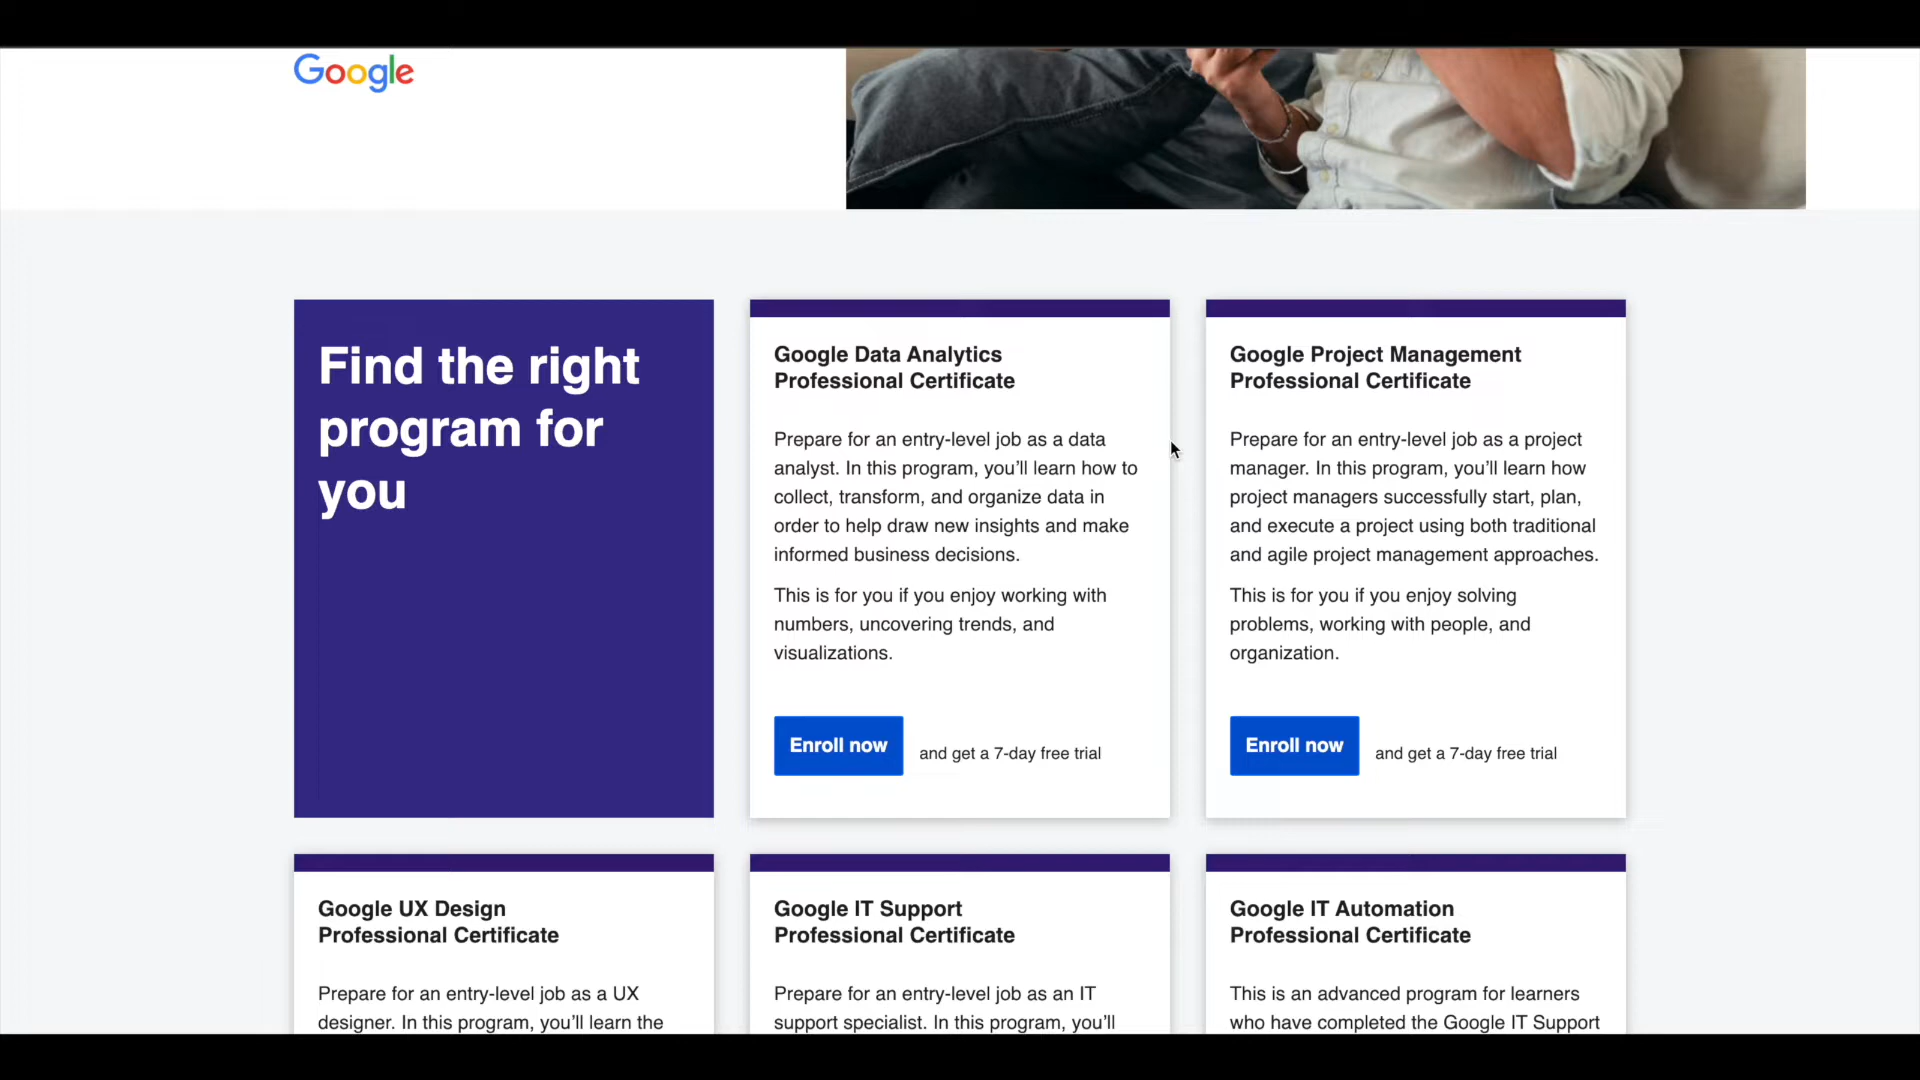 Google
Find the right
program for
you
Google Data Analytics
Professional Certificate
Prepare for an entry-level job as a data
analyst. In this program, you’ll learn how to
collect, transform, and organize data in
order to help draw new insights and make
informed business decisions.
This is for you if you enjoy working with
numbers, uncovering trends, and
visualizations.
Enroll now and get a 7-day free trial
Google Project Management
Professional Certificate
Prepare for an entry-level job as a project
manager. In this program, you’ll learn how
project managers successfully start, plan,
and execute a project using both traditional
and agile project management approaches.
This is for you if you enjoy solving
problems, working with people, and
organization.
Enroll now and get a 7-day free trial
Google UX Design
Professional Certificate
Prepare for an entry-level job as a UX
designer. In this program, you’ll learn the
Google IT Support
Professional Certificate
Prepare for an entry-level job as an IT
support specialist. In this program, you’ll
Google IT Automation
Professional Certificate
This is an advanced program for learners
who have completed the Google IT Support